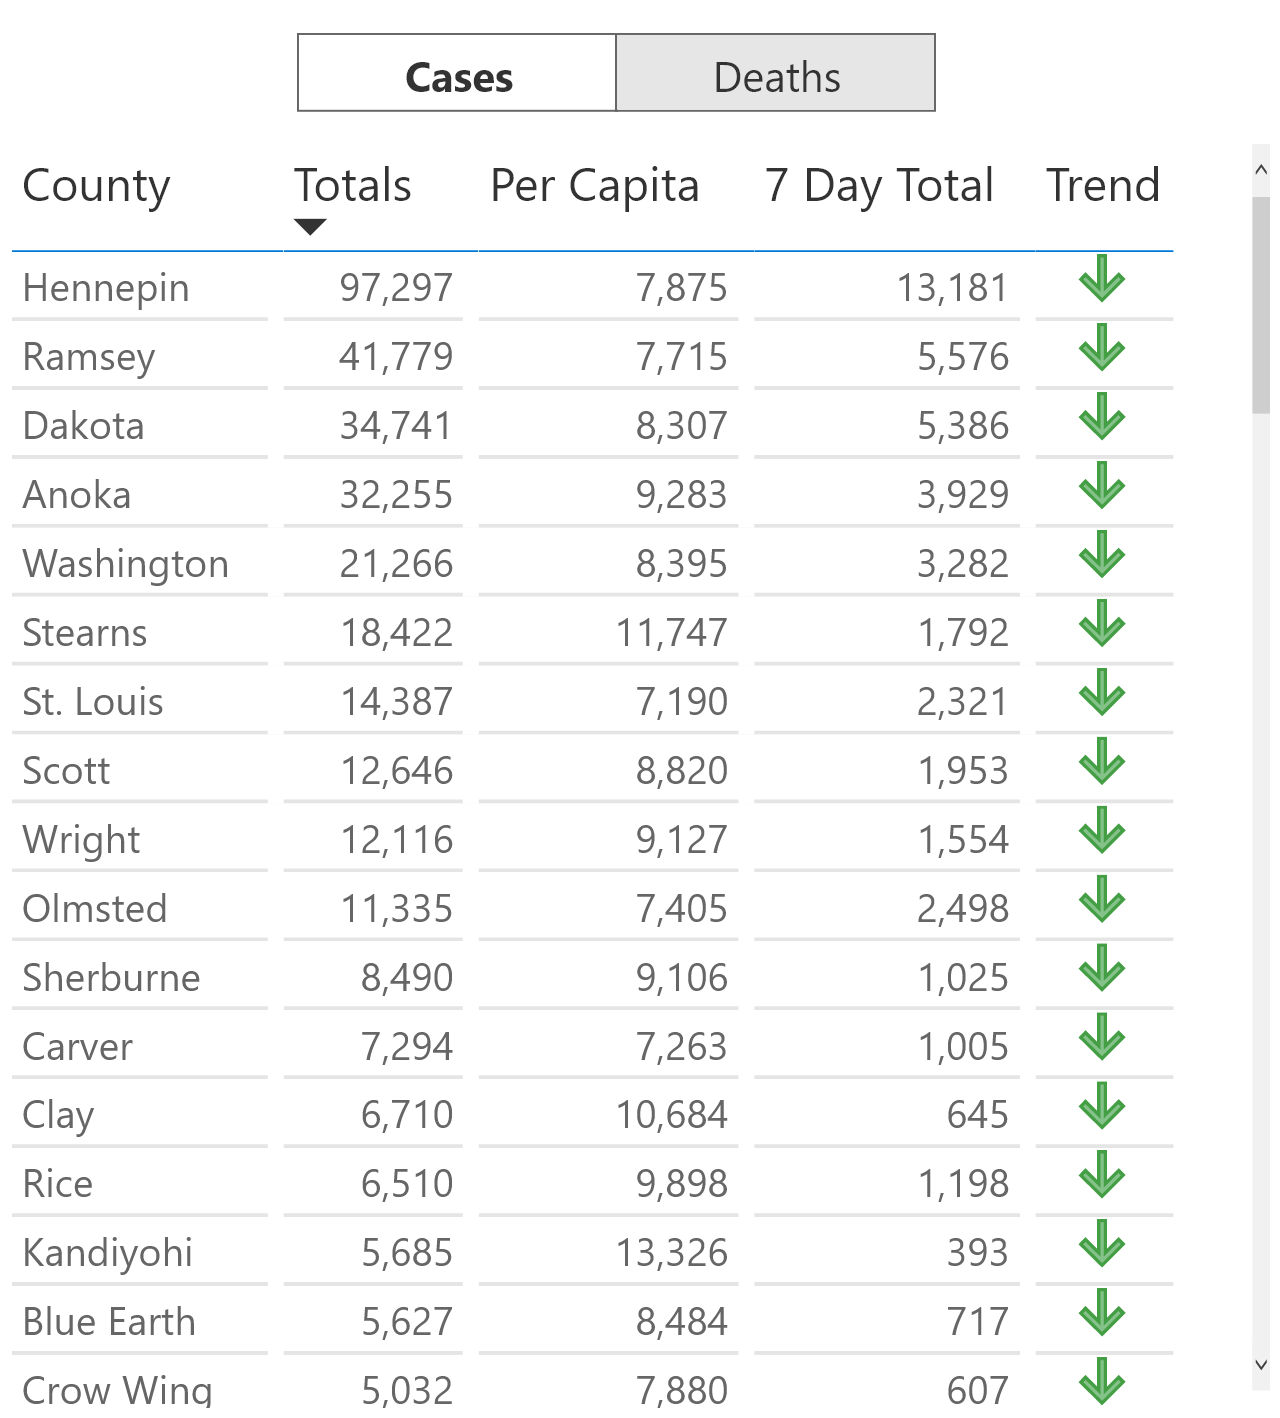 Cases Deaths
County Totals Per Capita 7 Day Total Trend
Hennepin 97,297 7,875 13,181
Ramsey 41,779 7,715 5,576
Dakota 34,741 8,307 5,386
Anoka 32,255 9,283 3,929
Washington 21,266 8,395 3,282
Stearns 18,422 11,747 1,792
St. Louis 14,387 7,190 2,321
Scott 12,646 8,820 1,953
Wright 12,116 9,127 1,554
Olmsted 11,335 7,405 2,498
Sherburne 8,490 9,106 1,025
Carver 7,294 7,263 1,005
Clay 6,710 10,684 645
Rice 6,510 9,898 1,198
Kandiyohi 5,685 13,326 393
Blue Earth 5,627 8,484 717
Crow Wing 5,032 7,880 607